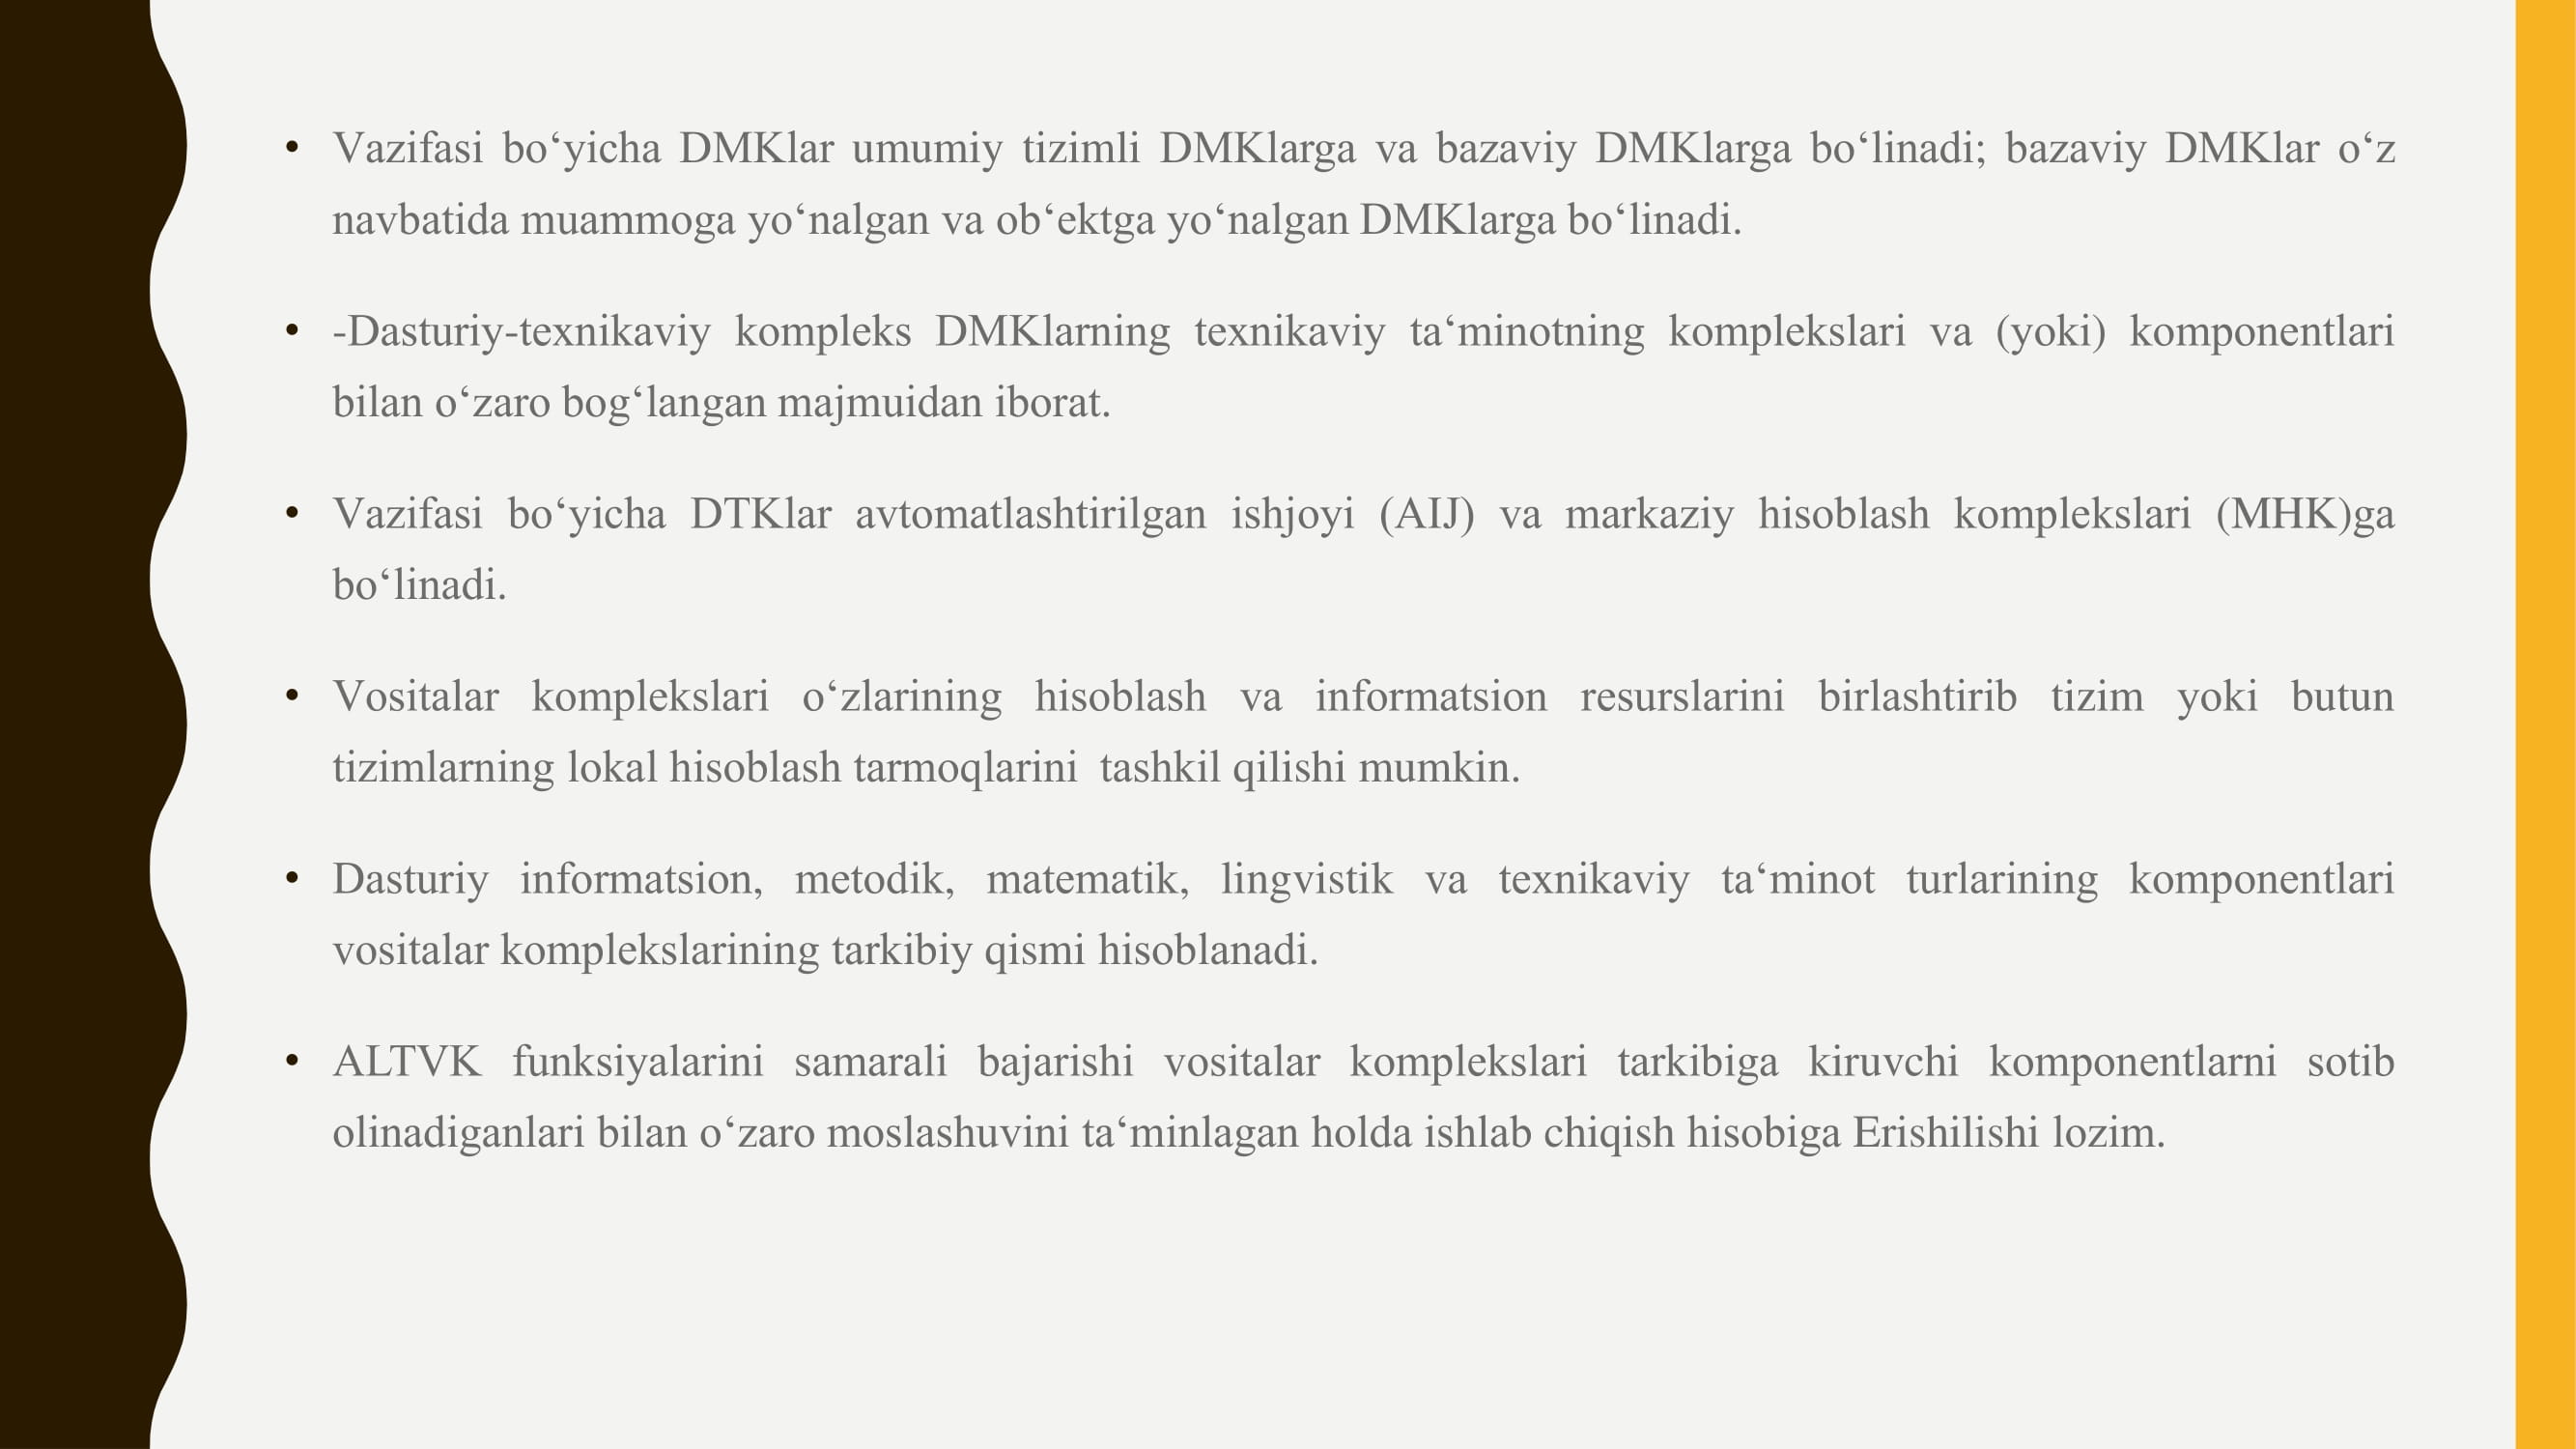 • Vazifasi bo‘yicha DMKlar umumiy tizimli DMKlarga va bazaviy DMKlarga bo‘linadi; bazaviy DMKlar o‘z
navbatida muammoga yo‘nalgan va ob‘ektga yo‘nalgan DMKlarga bo‘linadi.
• -Dasturiy-texnikaviy kompleks DMKlarning texnikaviy ta‘minotning komplekslari va (yoki) komponentlari
bilan o‘zaro bog‘langan majmuidan iborat.
• Vazifasi bo‘yicha DTKlar avtomatlashtirilgan ishjoyi (AIJ) va markaziy hisoblash komplekslari (MHK)ga
bo‘linadi.
• Vositalar komplekslari o‘zlarining hisoblash va informatsion resurslarini birlashtirib tizim yoki butun
tizimlarning lokal hisoblash tarmoqlarini  tashkil qilishi mumkin.
• Dasturiy informatsion, metodik, matematik, lingvistik va texnikaviy ta‘minot turlarining komponentlari
vositalar komplekslarining tarkibiy qismi hisoblanadi.
• ALTVK funksiyalarini samarali bajarishi vositalar komplekslari tarkibiga kiruvchi komponentlarni sotib
olinadiganlari bilan o‘zaro moslashuvini ta‘minlagan holda ishlab chiqish hisobiga Erishilishi lozim.